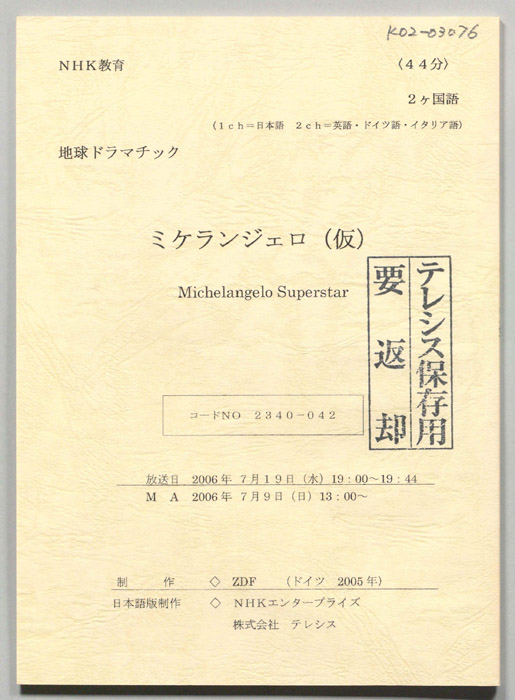 K02-03076
NHK教育
〈44分〉
2ヶ国語
(1ch=日本語 2ch=英語・ドイツ語・イタリア語)
地球ドラマチック
ミケランジェロ(仮)
Michelangelo Superstar
テレシス保存用
要返却
コードNO 2340-042
放送日 2006年 7月19日(水) 19:00~19:44
MA 2006年 7月9日(日) 13:00~
制作 ◇ ZDF (ドイツ 2005年)
日本語版制作 ◇ NHKエンタープライズ
株式会社 テレシス